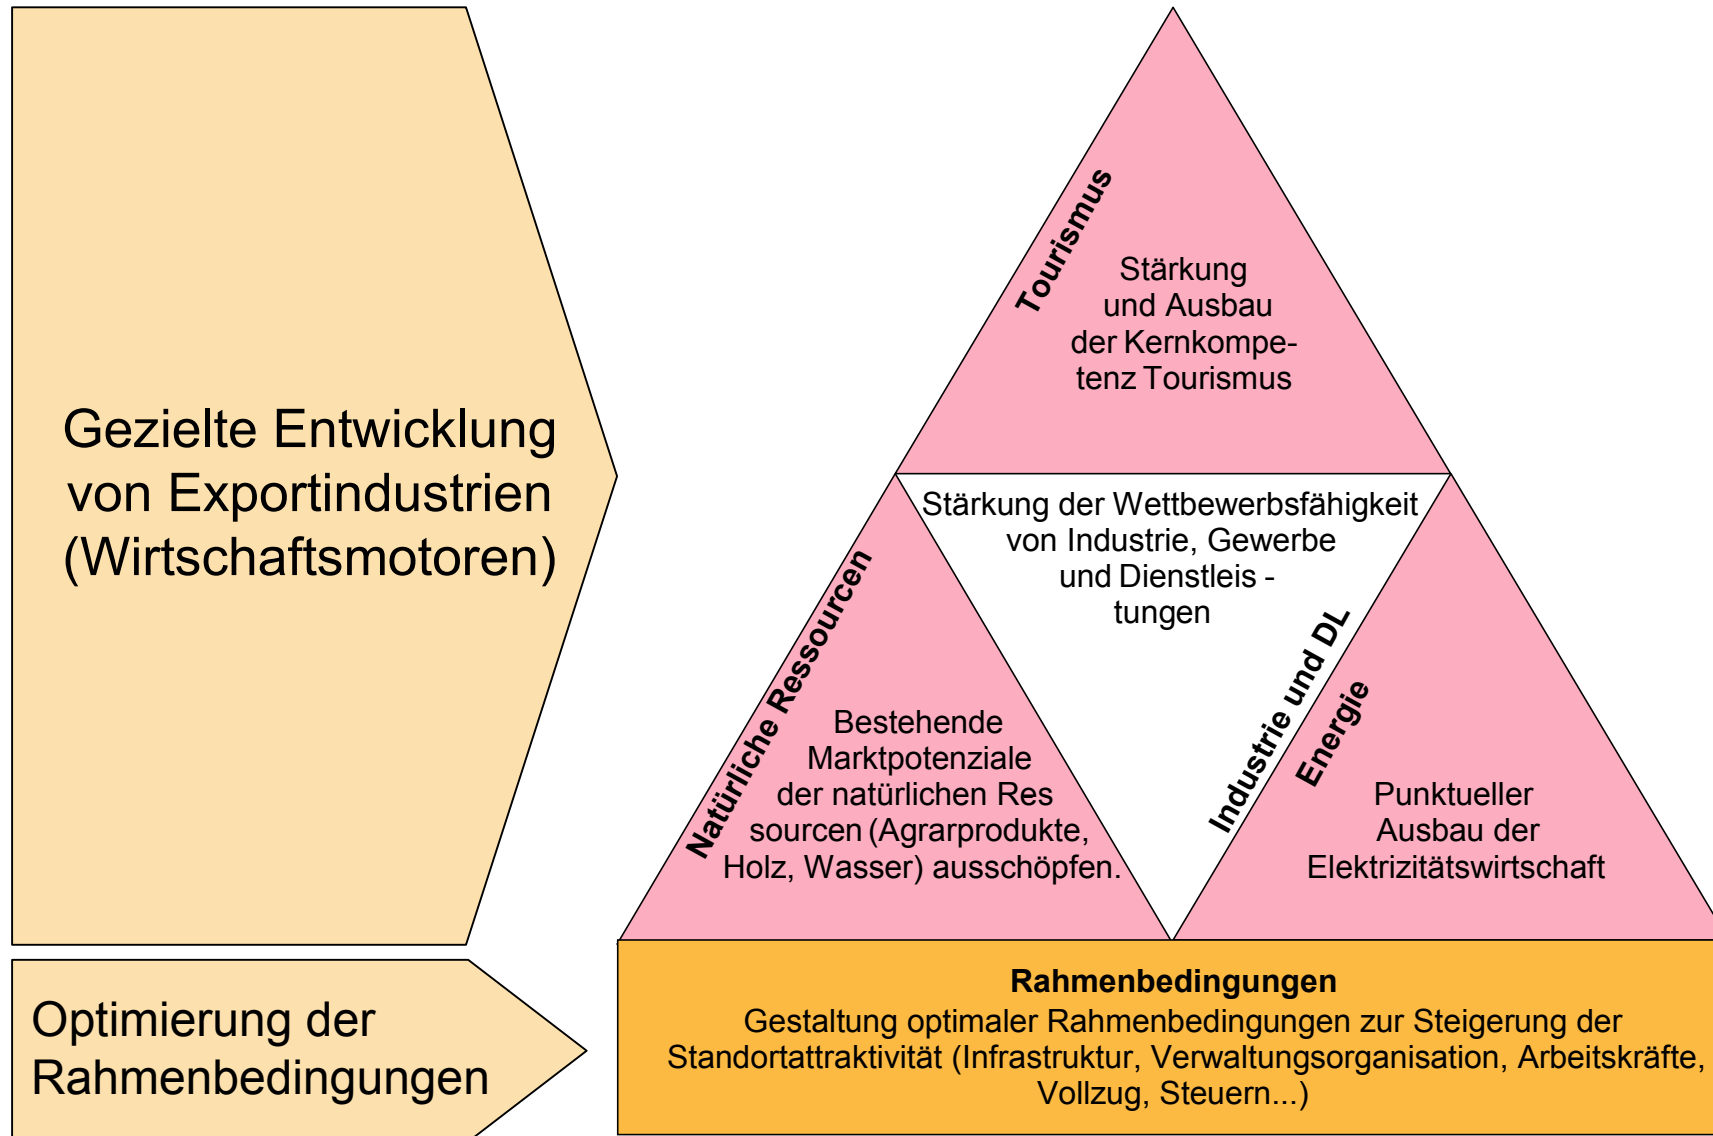 Gezielte Entwicklung
von Exportindustrien
(Wirtschaftsmotoren)
Optimierung der
Rahmenbedingungen
Tourismus
Stärkung
und Ausbau
der Kernkompe-
tenz Tourismus
Stärkung der Wettbewerbsfähigkeit
von Industrie, Gewerbe
und Dienstleis -
tungen
Industrie und DL
Natürliche Ressourcen
Bestehende
Marktpotenziale
der natürlichen Res
sourcen (Agrarprodukte,
Holz, Wasser) ausschöpfen.
Energie
Punktueller
Ausbau der
Elektrizitätswirtschaft
Rahmenbedingungen
Gestaltung optimaler Rahmenbedingungen zur Steigerung der
Standortattraktivität (Infrastruktur, Verwaltungsorganisation, Arbeitskräfte,
Vollzug, Steuern...)